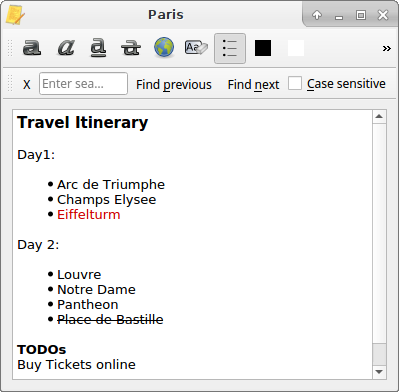 Paris
a a a a Aa
X Enter sea... Find previous Find next Case sensitive »
Travel Itinerary
Day1:
• Arc de Triumphe
• Champs Elysee
• Eiffelturm
Day 2:
• Louvre
• Notre Dame
• Pantheon
• Place de Bastille
TODOs
Buy Tickets online